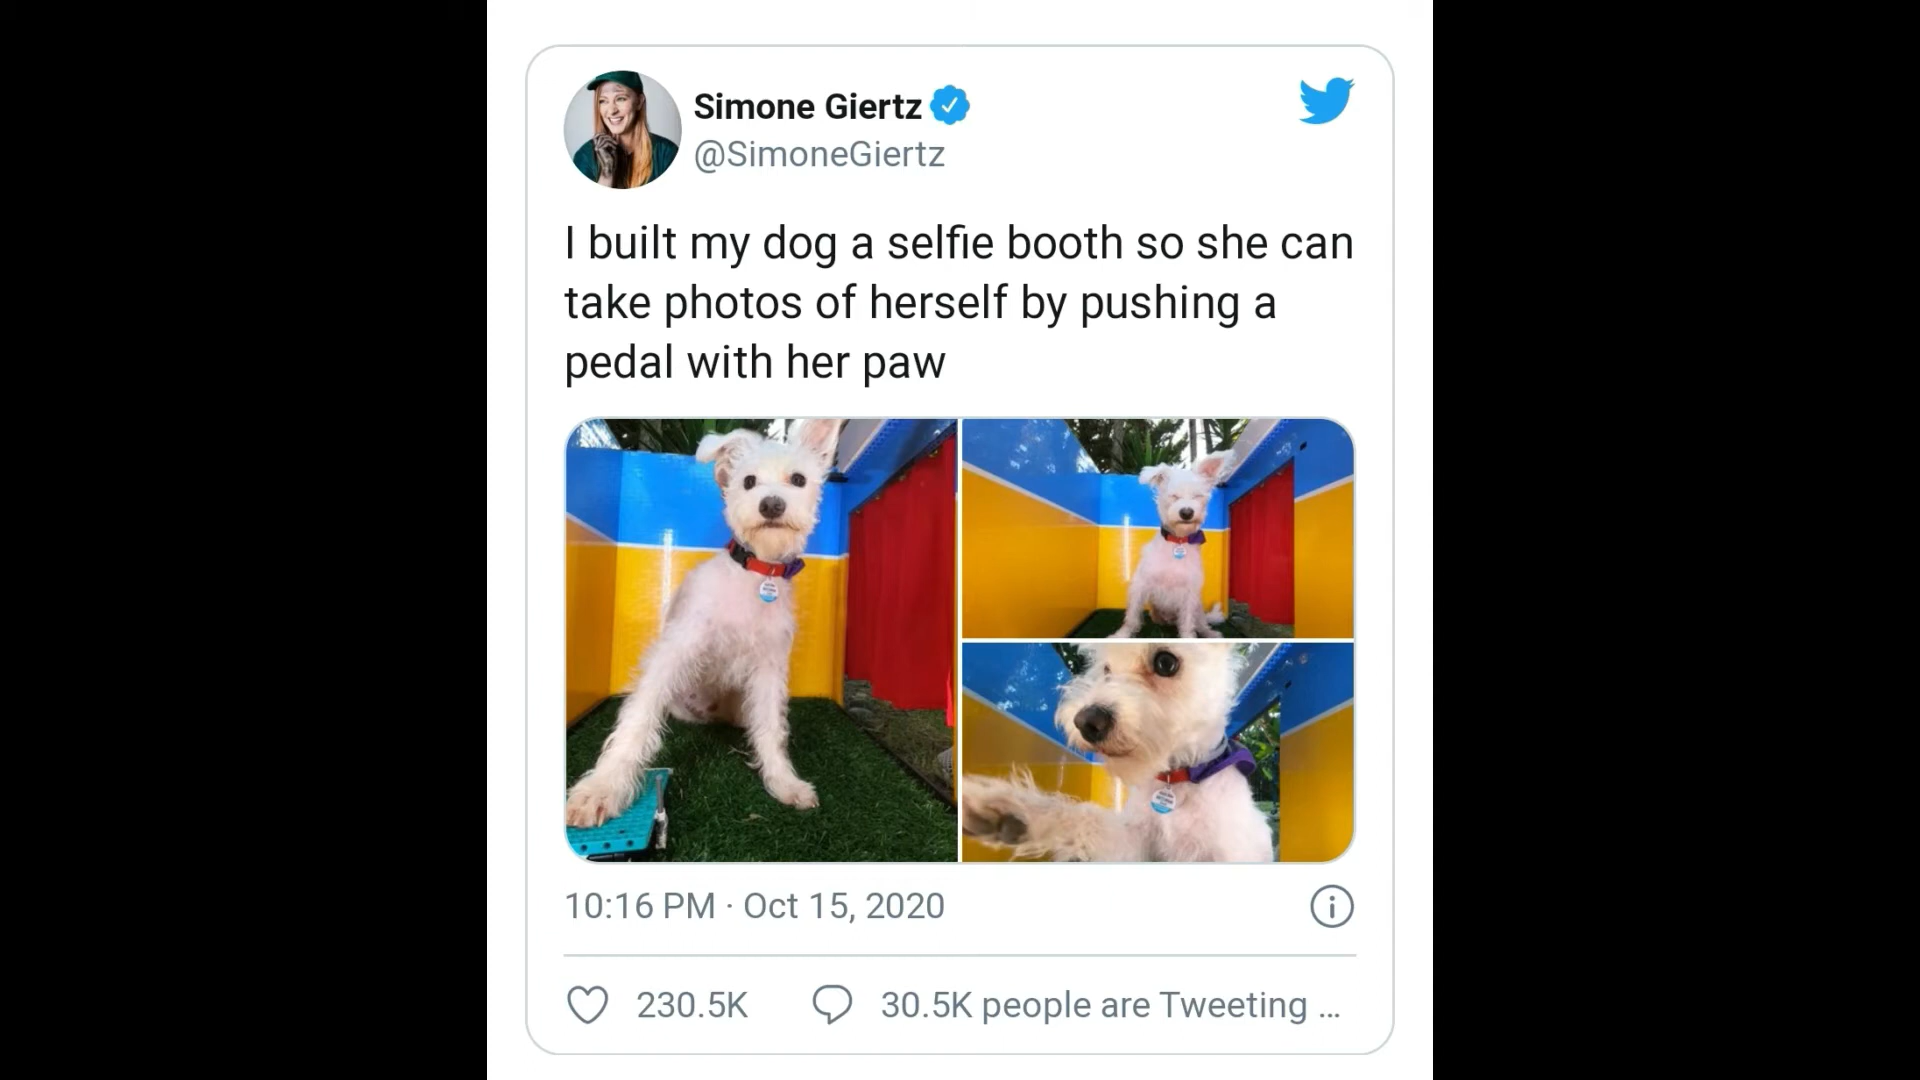 Simone Giertz
@SimoneGiertz
I built my dog a selfie booth so she can
take photos of herself by pushing a
pedal with her paw
10:16 PM · Oct 15, 2020
230.5K
30.5K people are Tweeting ...